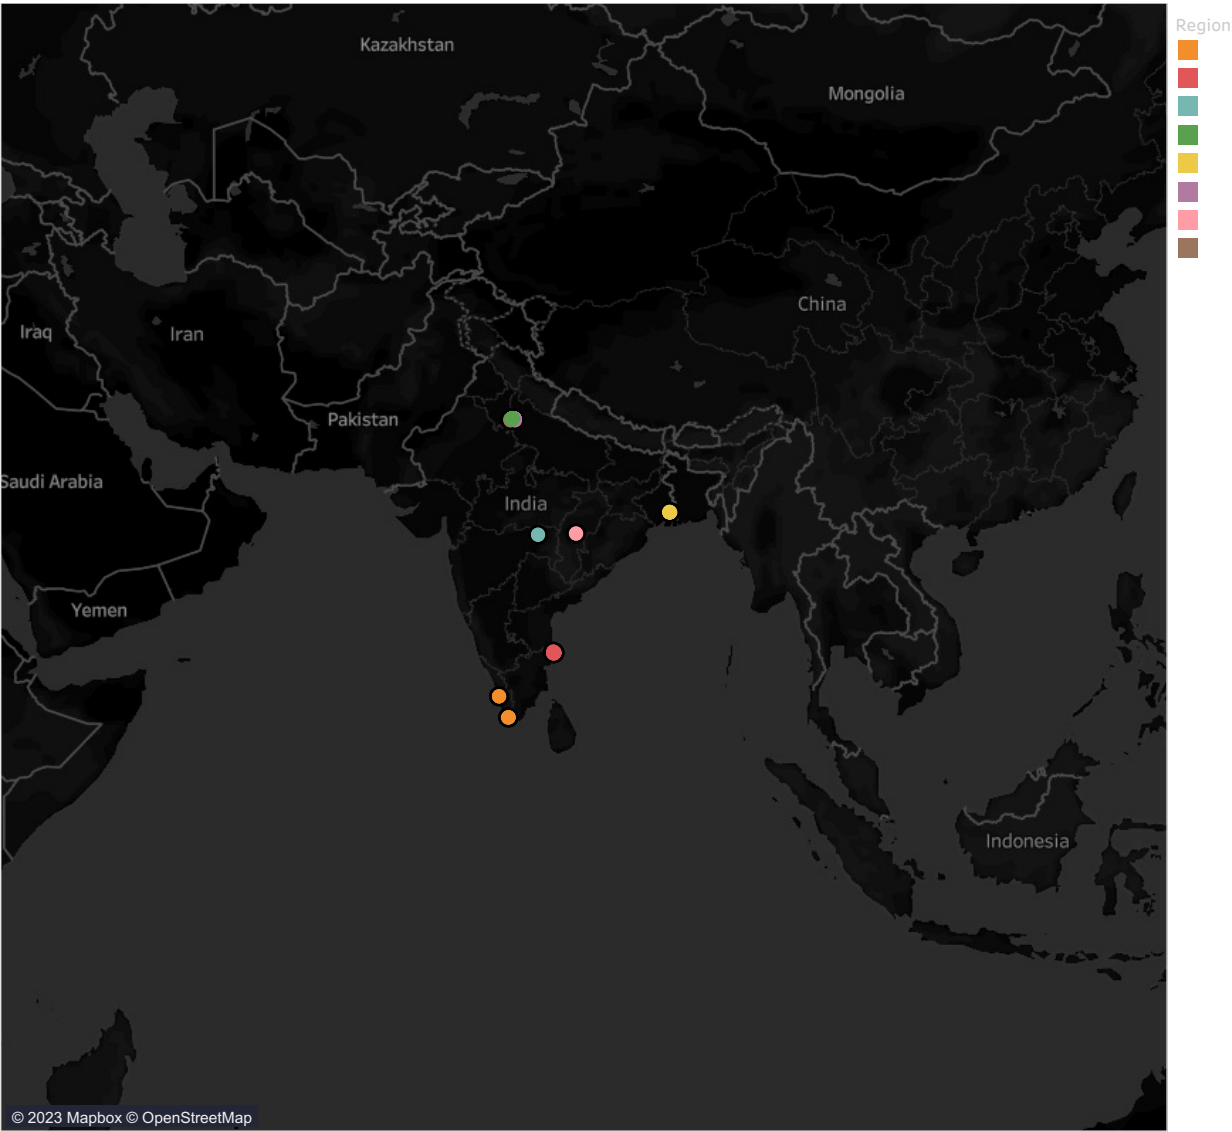 Region
Kazakhstan
Mongolia
China
Iraq
Iran
Pakistan
Saudi Arabia
India
Yemen
Indonesia
© 2023 Mapbox © OpenStreetMap